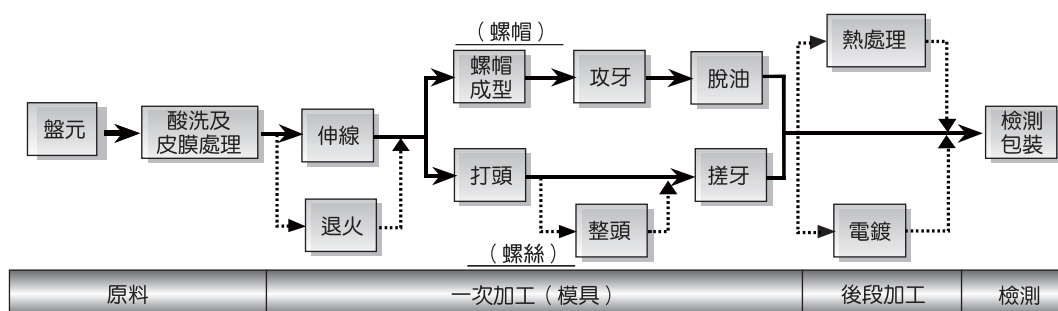 （螺帽）
盤元
酸洗及
皮膜處理
伸線
退火
螺帽
成型
攻牙
脫油
打頭
整頭
搓牙
（螺絲）
熱處理
電鍍
檢測
包裝
原料
一次加工（模具）
後段加工
檢測